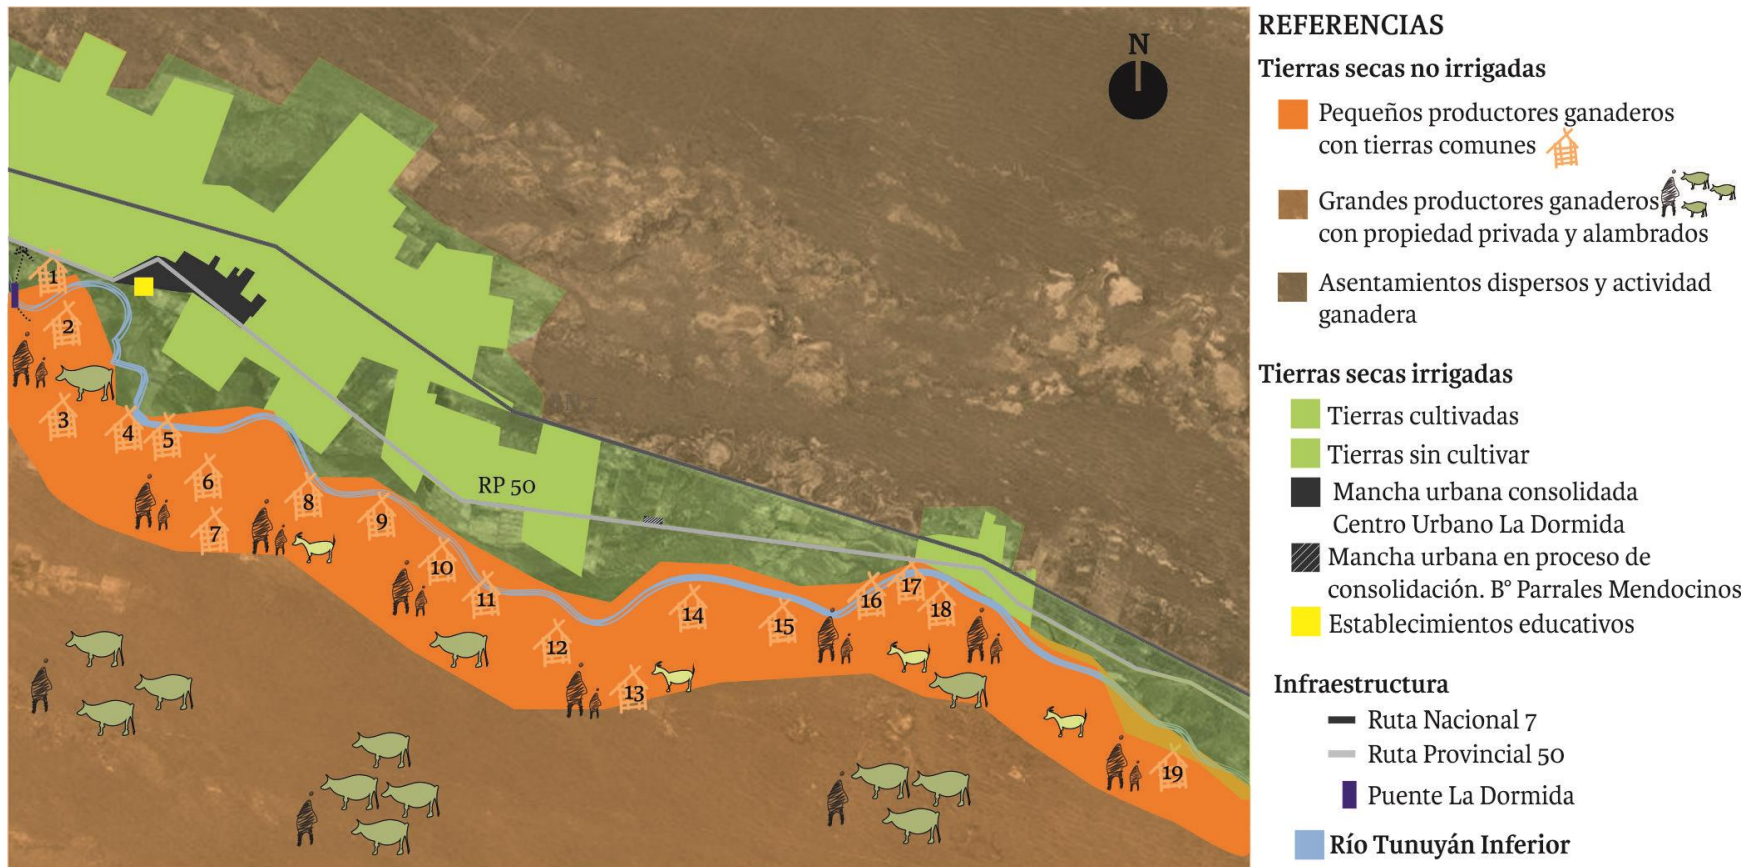 N
1
2
3
4
5
6
7
8
9
10
11
12
13
14
15
16
17
18
19
RP 50
REFERENCIAS
Tierras secas no irrigadas
Pequeños productores ganaderos
con tierras comunes
Grandes productores ganaderos
con propiedad privada y alambrados
Asentamientos dispersos y actividad
ganadera
Tierras secas irrigadas
Tierras cultivadas
Tierras sin cultivar
Mancha urbana consolidada
Centro Urbano La Dormida
Mancha urbana en proceso de
consolidación. B° Parrales Mendocinos
Establecimientos educativos
Infraestructura
Ruta Nacional 7
Ruta Provincial 50
Puente La Dormida
Río Tunuyán Inferior